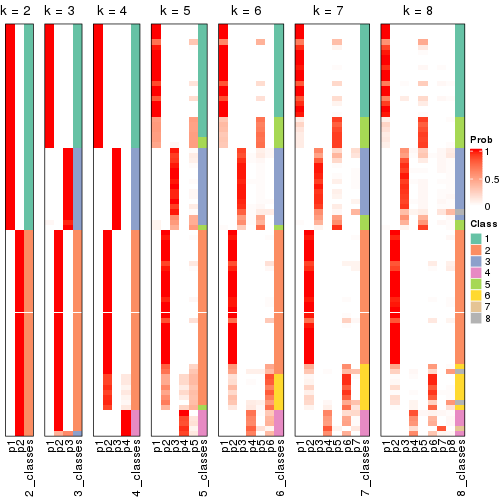 k = 2 k = 3 k = 4 k = 5 k = 6 k = 7 k = 8
Prob
1
0.5
0
Class
1
2
3
4
5
6
7
8
p1
p2
2_classes
p1
p2
p3
3_classes
p1
p2
p3
p4
4_classes
p1
p2
p3
p4
p5
5_classes
p1
p2
p3
p4
p5
p6
6_classes
p1
p2
p3
p4
p5
p6
p7
7_classes
p1
p2
p3
p4
p5
p6
p7
p8
8_classes